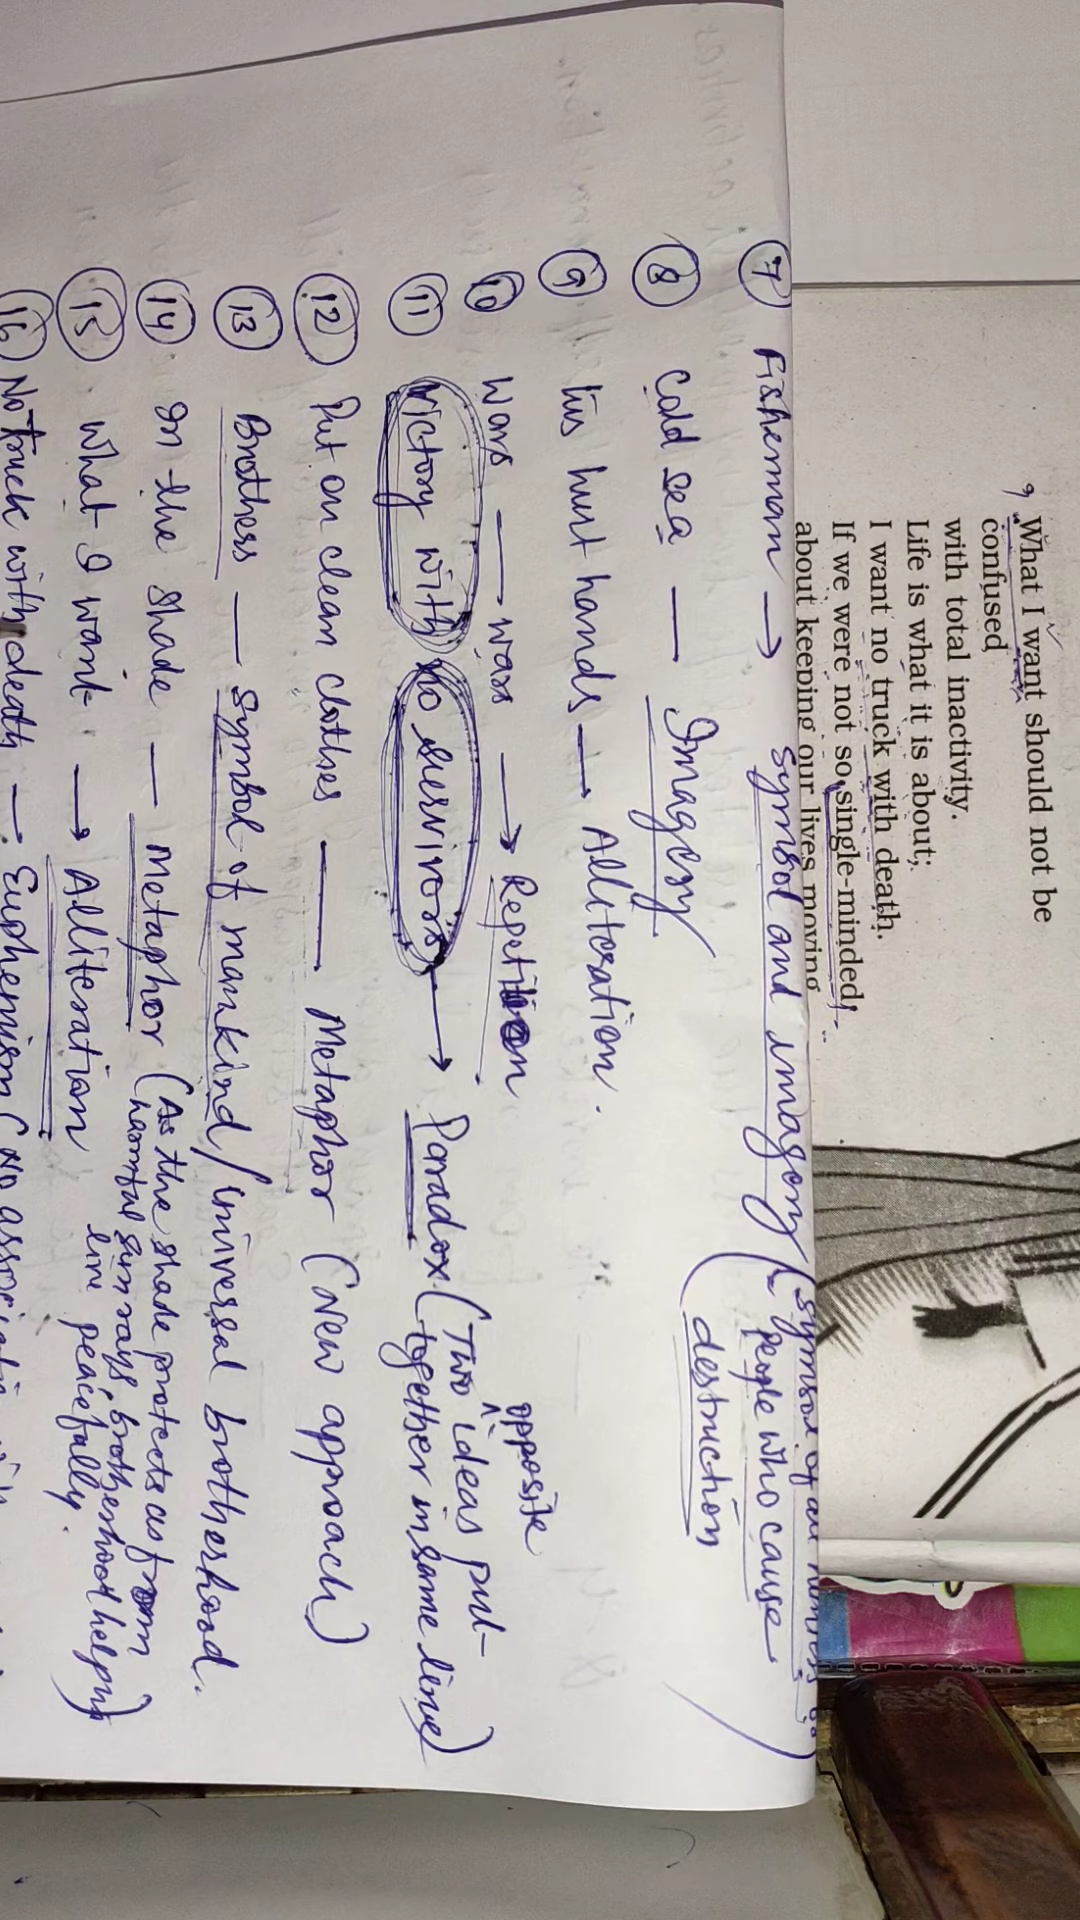 9 What I want should not be
confused
with total inactivity.
Life is what it is about;
I want no truck with death.
If we were not so single-minded
about keeping our lives moving
7 Fisherman → symbol and imagery (symbol of all
people who cause
destruction)
8 Cold sea — Imagery
9 his hurt hands → Alliteration.
10 wars — wars → Repetition
11 Victory with no survivors → Paradox (Two opposite ideas put
together in same line)
12 Put on clean clothes — Metaphor (New approach)
13 Brothers — Symbol of mankind/universal brotherhood.
14 In the shade — Metaphor (As the shade protects us from
harmful sun rays, brotherhood help us
live peacefully.
15 What I want → Alliteration
16 No truck with death — Euphemism (No